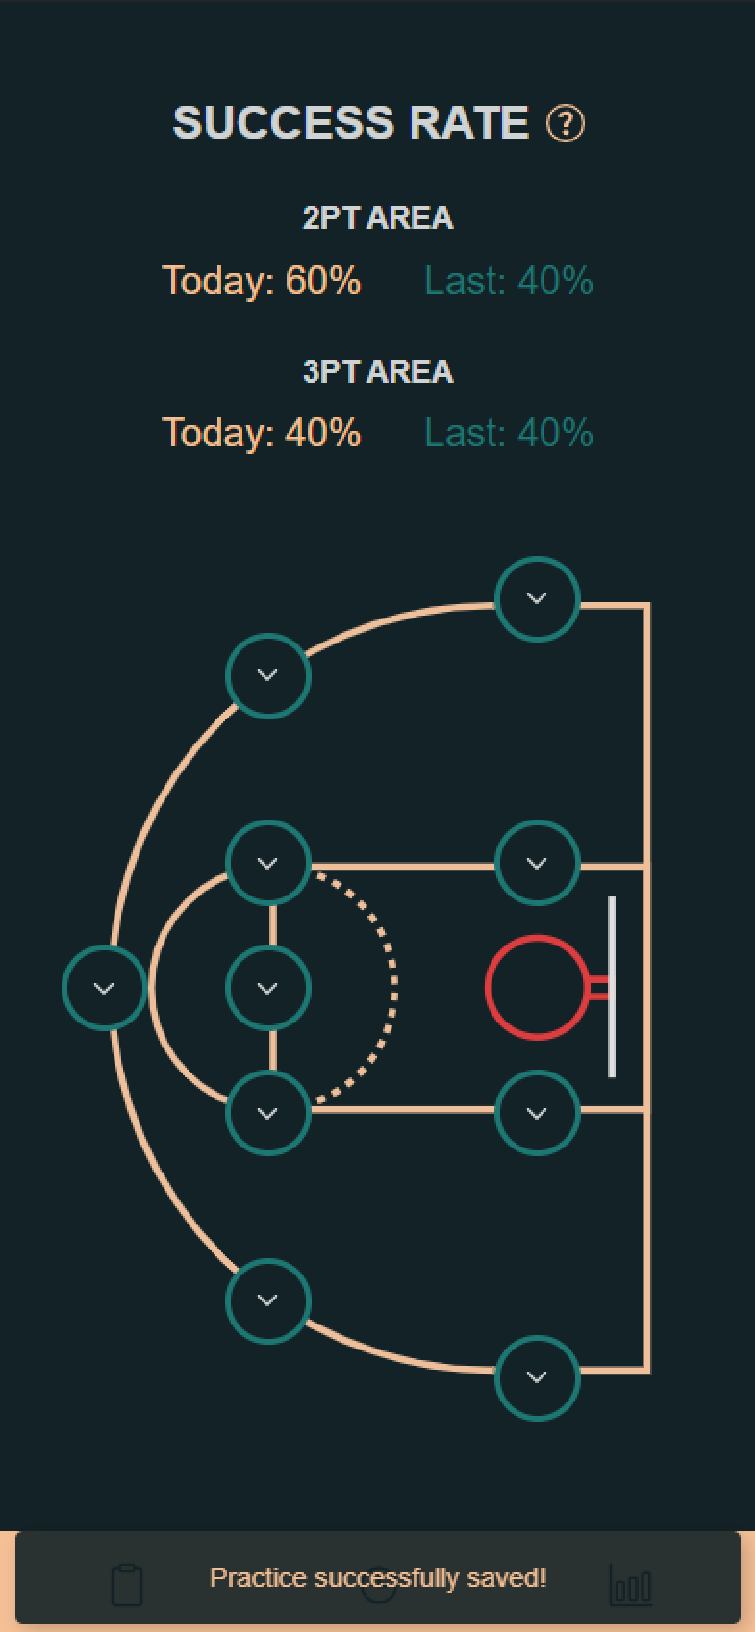 SUCCESS RATE ?
2PT AREA
Today: 60% Last: 40%
3PT AREA
Today: 40% Last: 40%
Practice successfully saved!